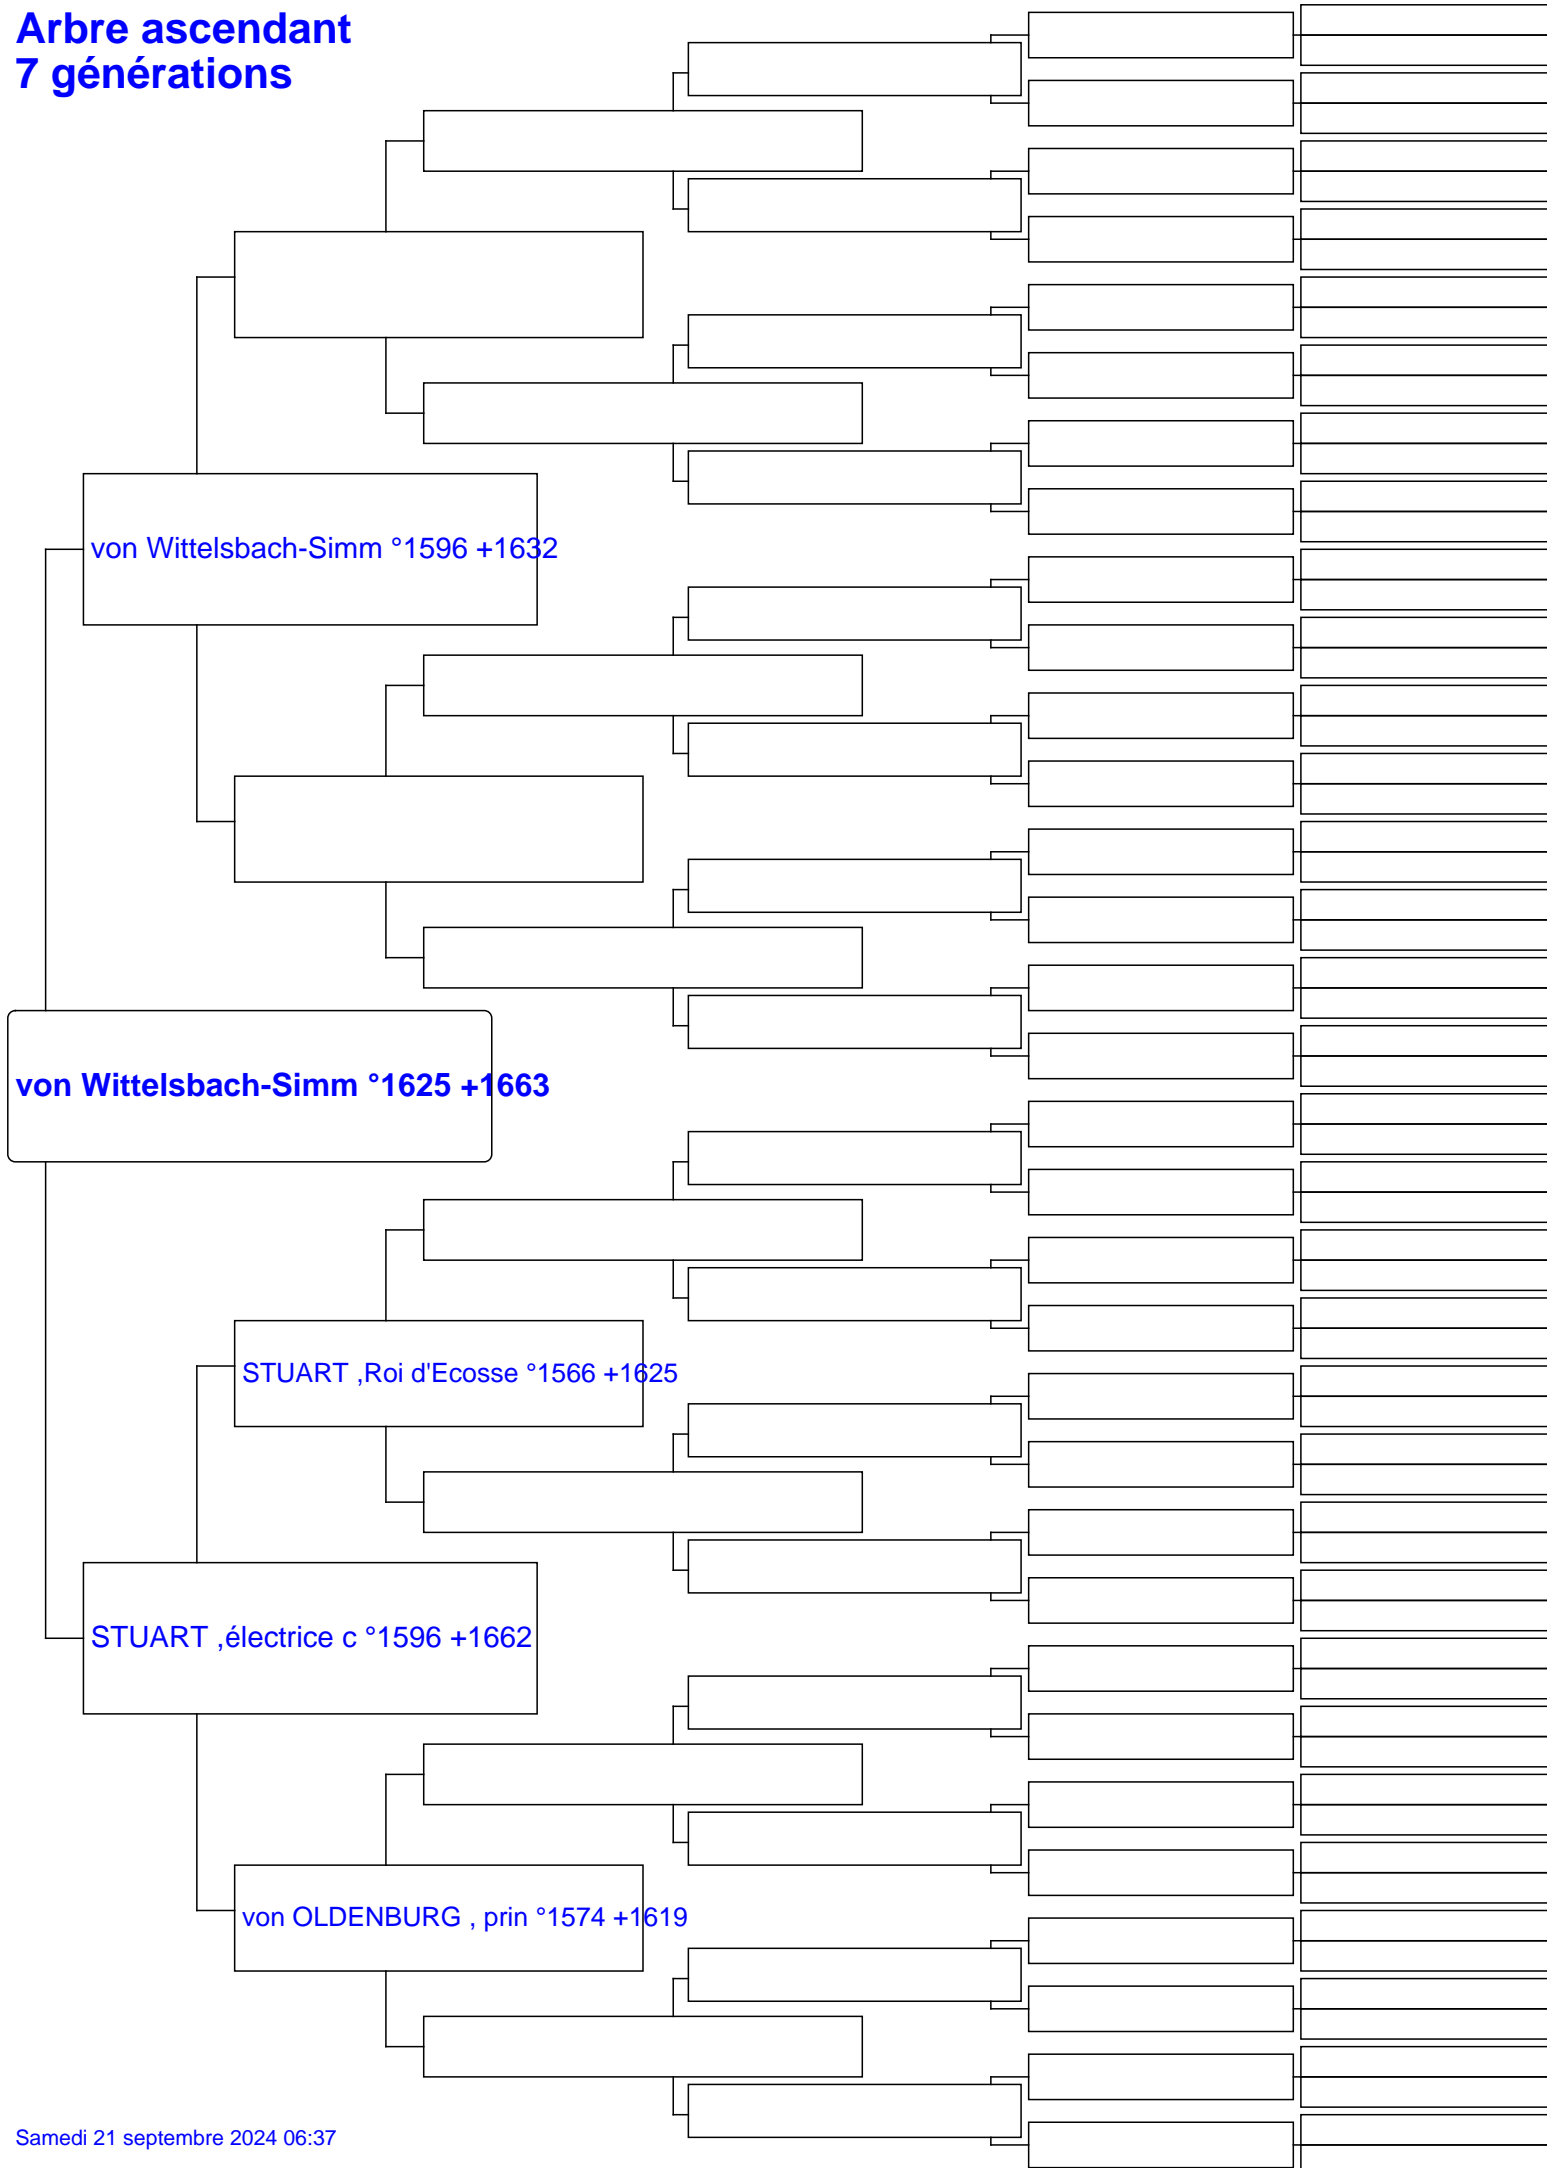 Arbre ascendant
7 générations
von Wittelsbach-Simm °1596 +1632
von Wittelsbach-Simm °1625 +1663
STUART ,Roi d'Ecosse °1566 +1625
STUART ,électrice c °1596 +1662
von OLDENBURG , prin °1574 +1619
Samedi 21 septembre 2024 06:37